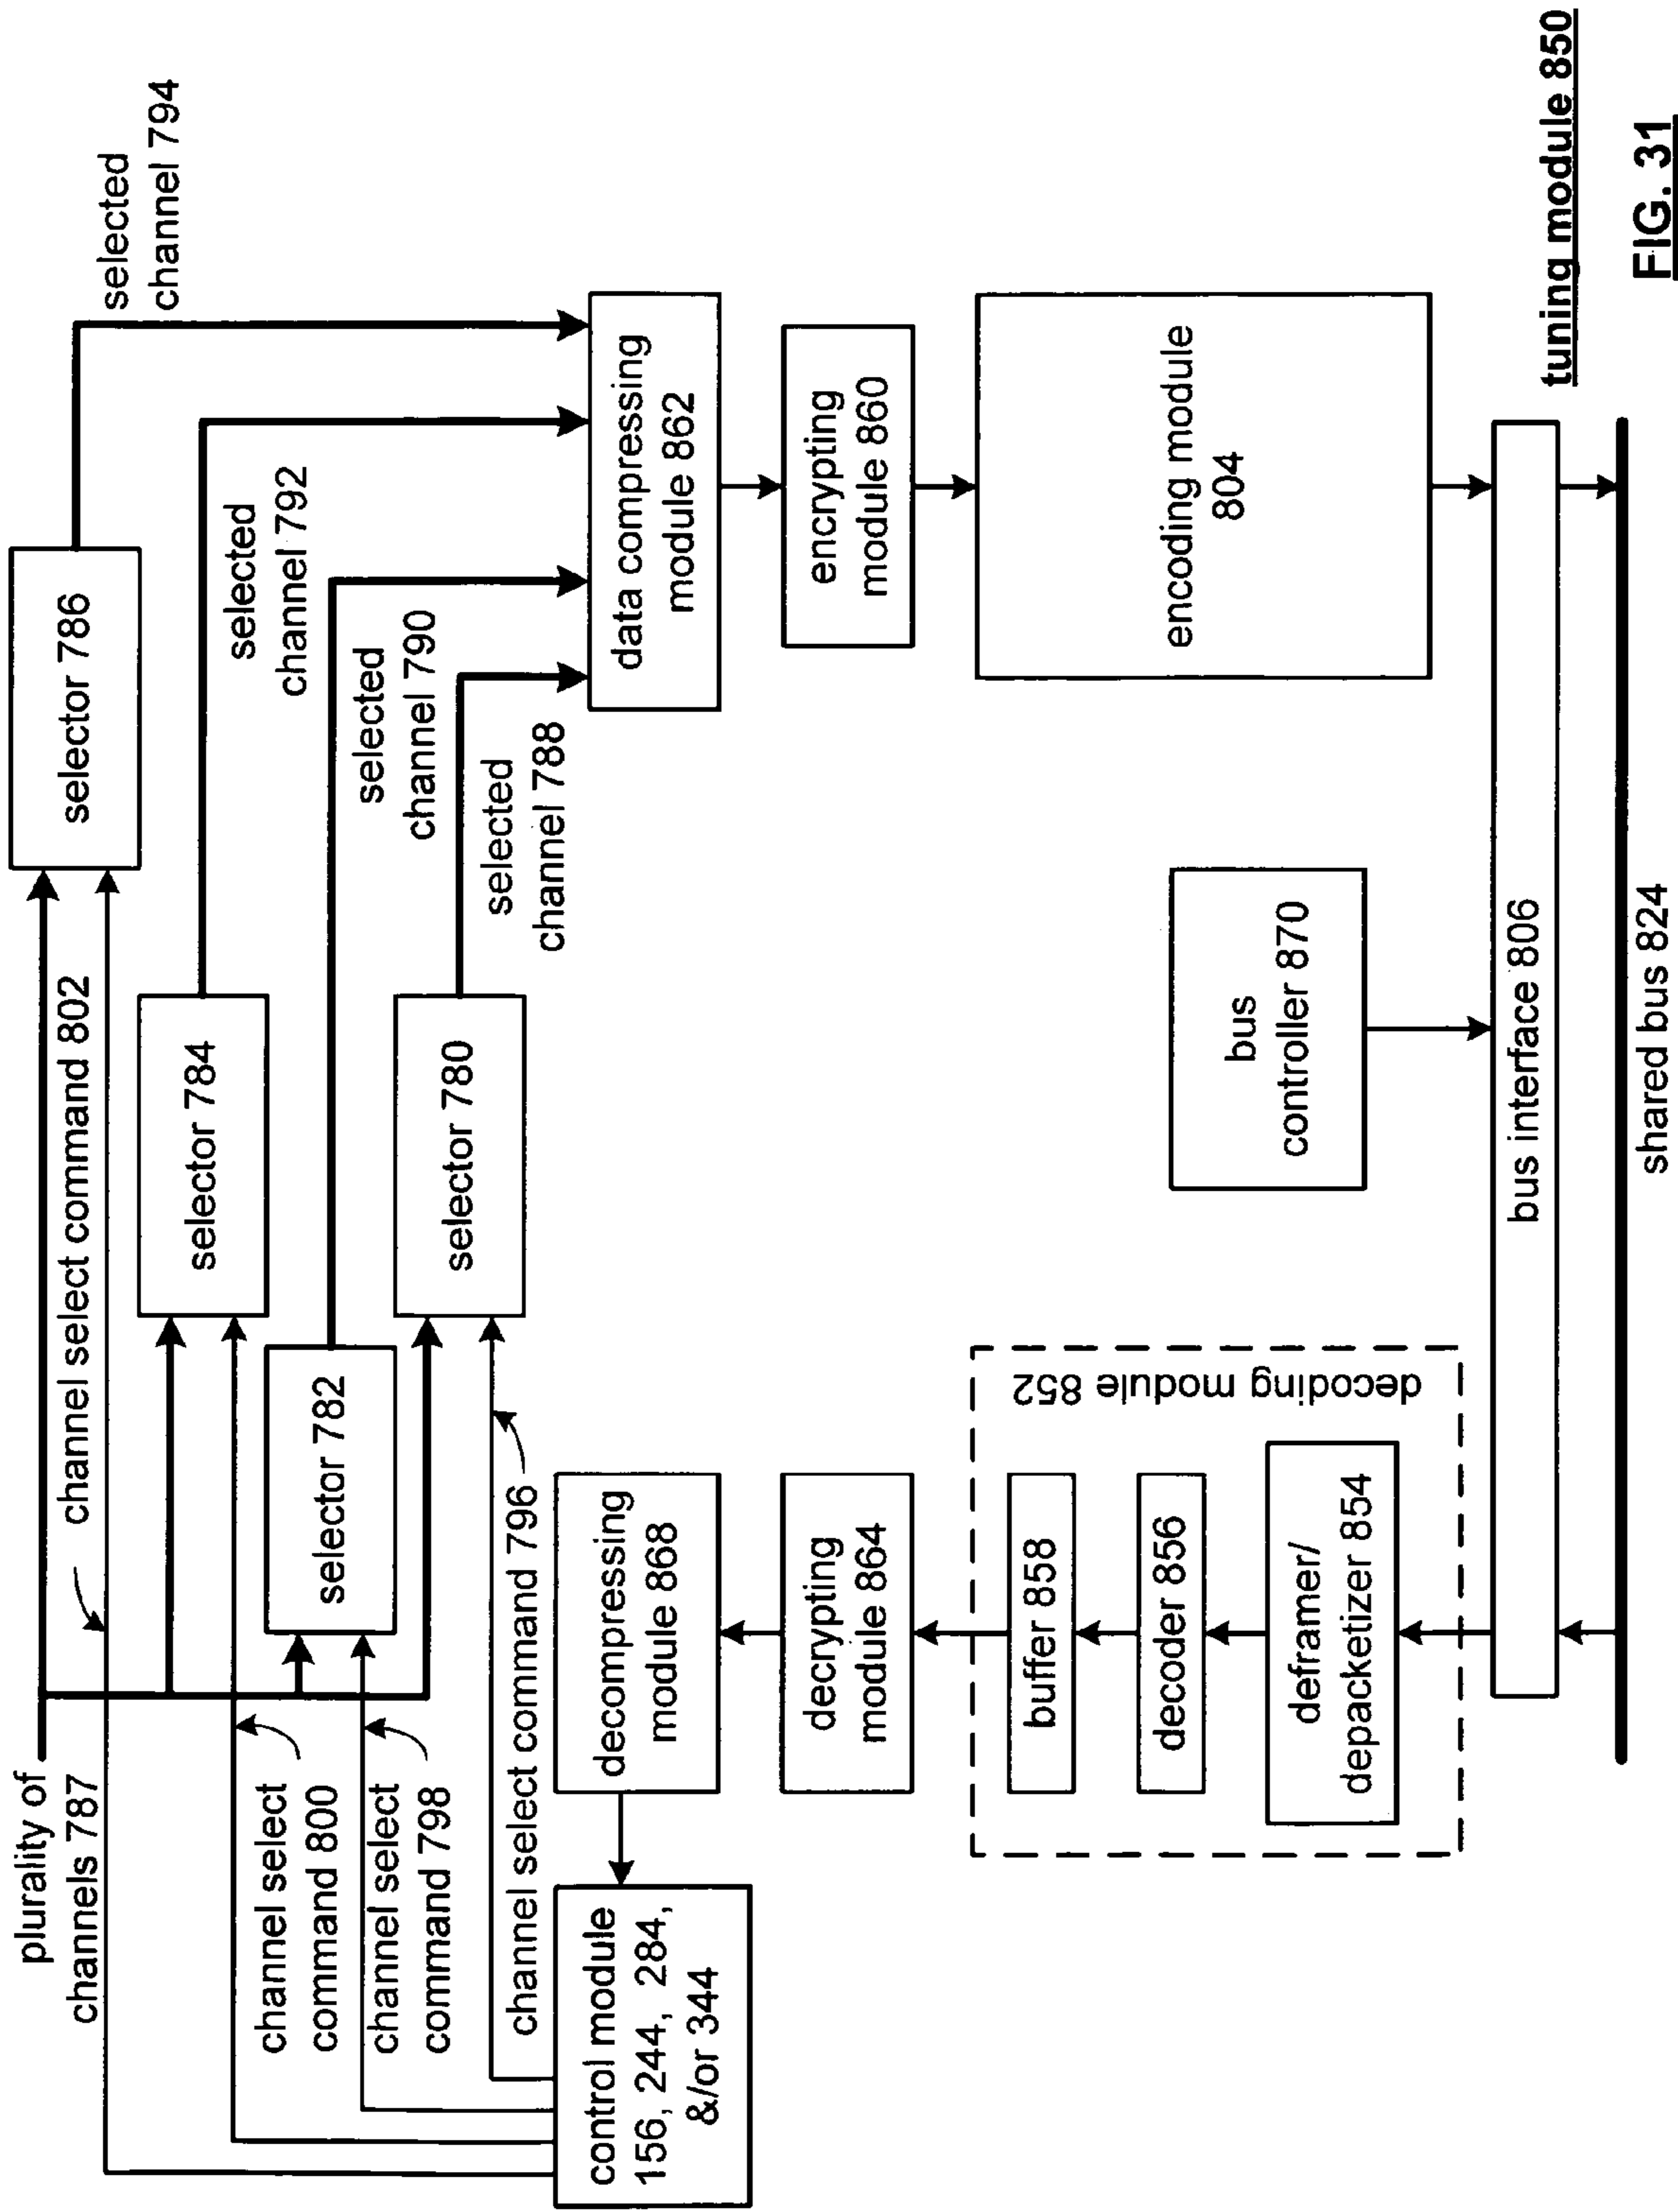 plurality of
channels 787
channel select command 802
selector 786
selected
channel 794
channel select
command 800
selector 784
selected
channel 792
channel select
command 798
selector 782
selected
channel 790
channel select command 796
selector 780
selected
channel 788
control module
156, 244, 284,
&/or 344
decompressing
module 868
data compressing
module 862
decrypting
module 864
encrypting
module 860
decoding module 852
buffer 858
decoder 856
deframer/
depacketizer 854
bus
controller 870
encoding module
804
bus interface 806
shared bus 824
tuning module 850
FIG. 31